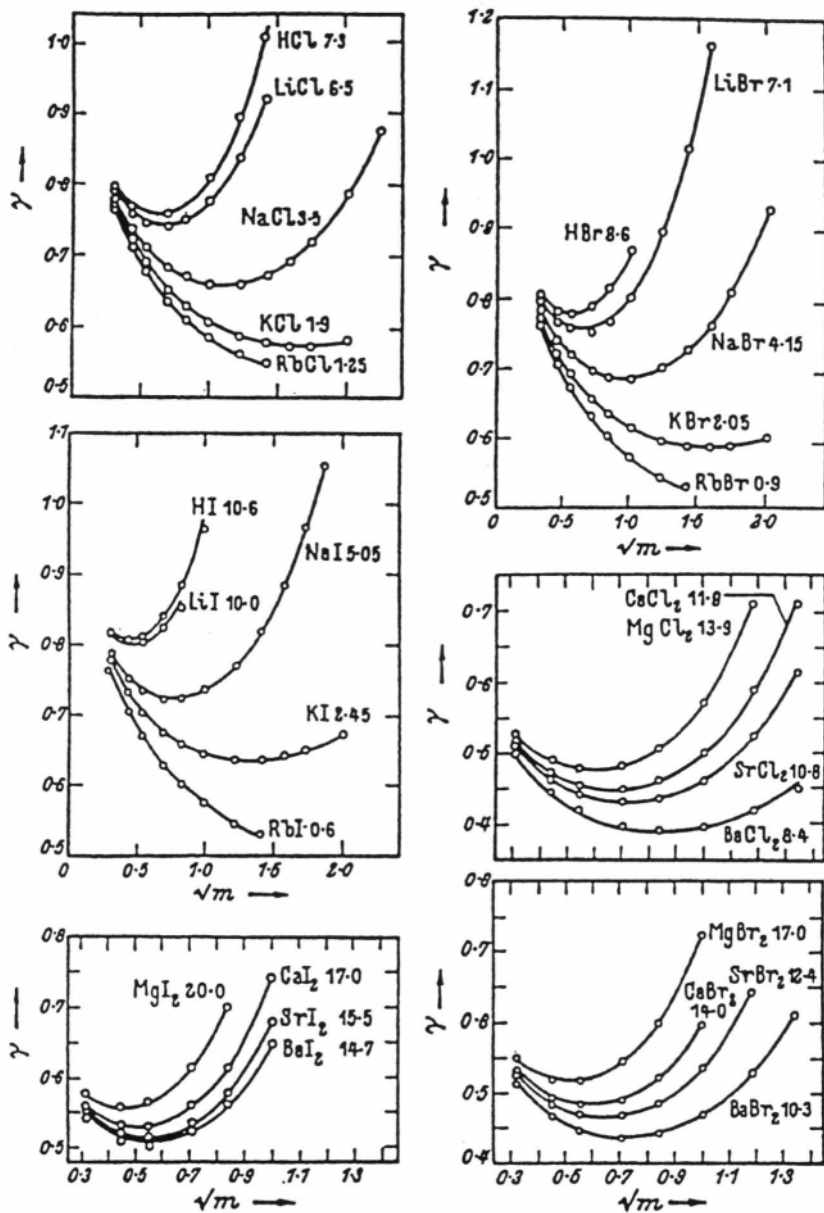 1·0
0·9
0·8
0·7
0·6
0·5
γ
HCl 7·3
LiCl 6·5
NaCl 3·5
KCl 1·9
RbCl 1·25
1·2
1·1
1·0
0·9
0·8
0·7
0·6
0·5
γ
LiBr 7·1
HBr 8·6
NaBr 4·15
KBr 2·05
RbBr 0·9
0 0·5 1·0 1·5 2·0
√m
1·7
1·0
0·9
0·8
0·7
0·6
0·5
γ
HI 10·6
NaI 5·05
LiI 10·0
KI 2·45
RbI 0·6
0 0·5 1·0 1·5 2·0
√m
0·7
0·6
0·5
0·4
γ
CaCl₂ 11·8
MgCl₂ 13·9
SrCl₂ 10·8
BaCl₂ 8·4
0·8
0·7
0·6
0·5
γ
MgI₂ 20·0
CaI₂ 17·0
SrI₂ 15·5
BaI₂ 14·7
0·3 0·5 0·7 0·9 1·1 1·3
√m
0·8
0·7
0·6
0·5
0·4
γ
MgBr₂ 17·0
SrBr₂ 12·4
CaBr₂
14·0
BaBr₂ 10·3
0·3 0·5 0·7 0·9 1·1 1·3
√m